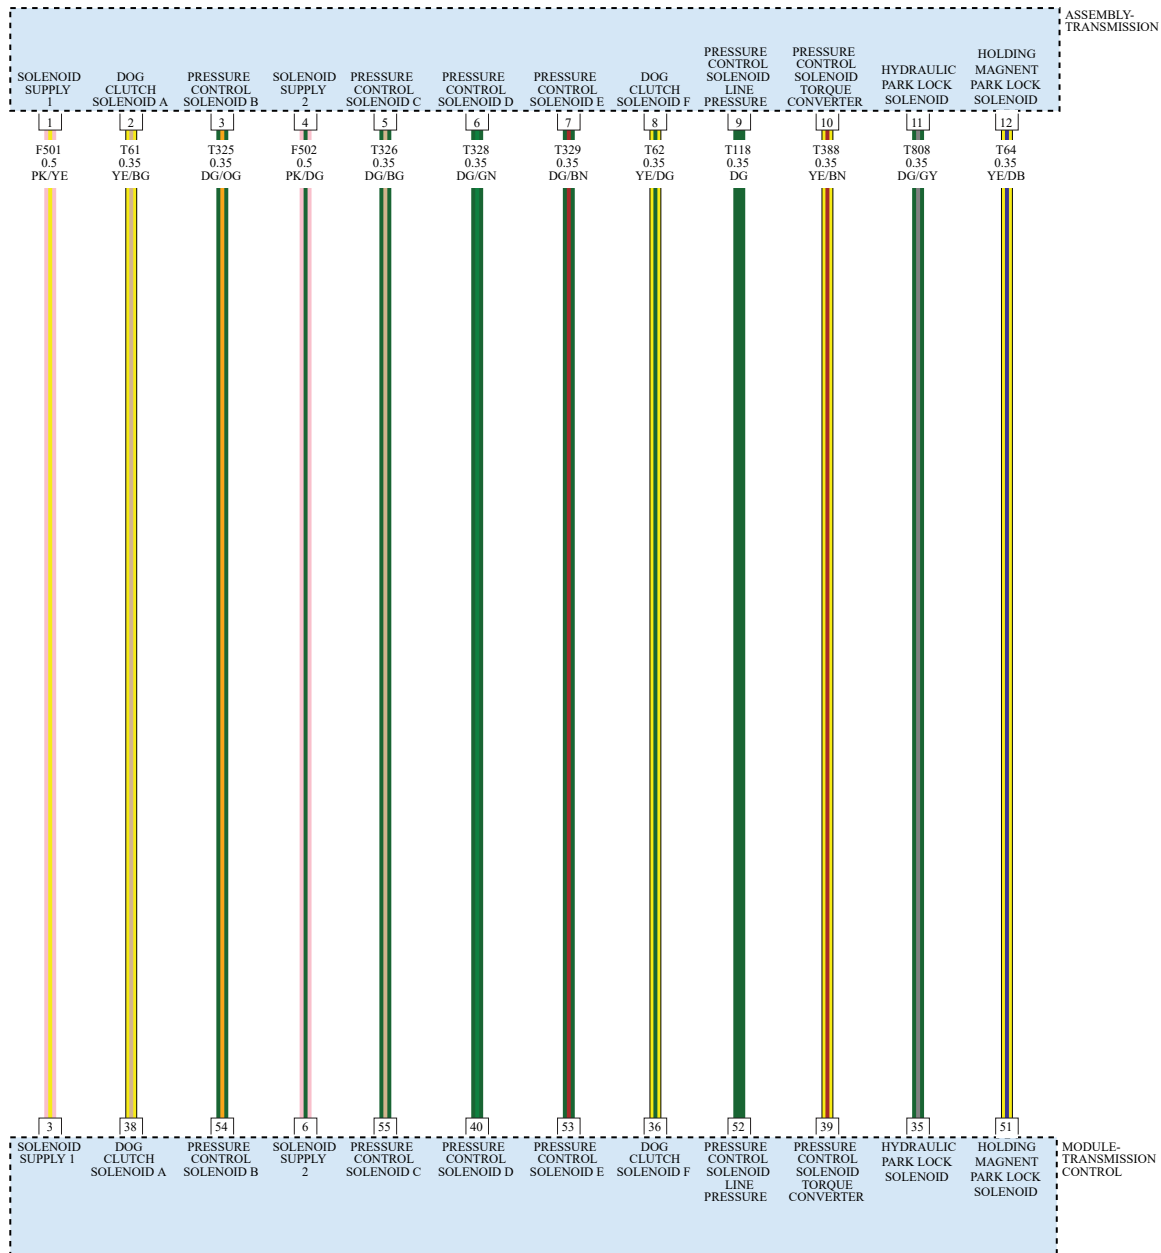 ASSEMBLY-
TRANSMISSION
SOLENOID
SUPPLY
1
DOG
CLUTCH
SOLENOID A
PRESSURE
CONTROL
SOLENOID B
SOLENOID
SUPPLY
2
PRESSURE
CONTROL
SOLENOID C
PRESSURE
CONTROL
SOLENOID D
PRESSURE
CONTROL
SOLENOID E
DOG
CLUTCH
SOLENOID F
PRESSURE
CONTROL
SOLENOID
LINE
PRESSURE
PRESSURE
CONTROL
SOLENOID
TORQUE
CONVERTER
HYDRAULIC
PARK LOCK
SOLENOID
HOLDING
MAGNENT
PARK LOCK
SOLENOID
1 2 3 4 5 6 7 8 9 10 11 12
F501
0.5
PK/YE
T61
0.35
YE/BG
T325
0.35
DG/OG
F502
0.5
PK/DG
T326
0.35
DG/BG
T328
0.35
DG/GN
T329
0.35
DG/BN
T62
0.35
YE/DG
T118
0.35
DG
T388
0.35
YE/BN
T808
0.35
DG/GY
T64
0.35
YE/DB
3 38 54 6 55 40 53 36 52 39 35 51
SOLENOID
SUPPLY 1
DOG
CLUTCH
SOLENOID A
PRESSURE
CONTROL
SOLENOID B
SOLENOID
SUPPLY
2
PRESSURE
CONTROL
SOLENOID C
PRESSURE
CONTROL
SOLENOID D
PRESSURE
CONTROL
SOLENOID E
DOG
CLUTCH
SOLENOID F
PRESSURE
CONTROL
SOLENOID
LINE
PRESSURE
PRESSURE
CONTROL
SOLENOID
TORQUE
CONVERTER
HYDRAULIC
PARK LOCK
SOLENOID
HOLDING
MAGNENT
PARK LOCK
SOLENOID
MODULE-
TRANSMISSION
CONTROL